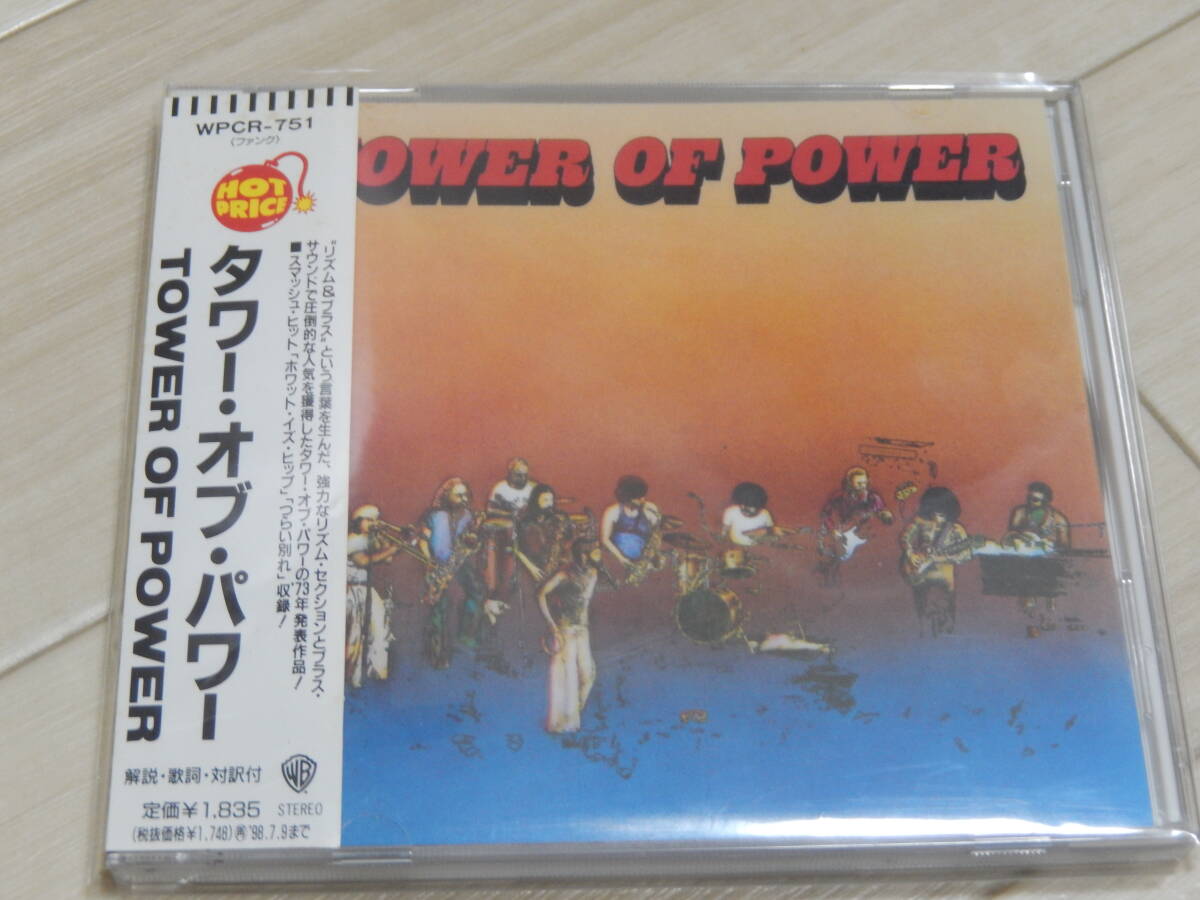 WPCR-751
〈ファンク〉
HOT
PRICE
タワー・オブ・パワー
TOWER OF POWER
“リズム&ブラス”という言葉を生んだ、強力なリズム・セクションとブラス・
サウンドで圧倒的な人気を獲得したタワー・オブ・パワーの'73年発表作品!
■スマッシュ・ヒット「ホワット・イズ・ヒップ」「つらい別れ」収録!
解説・歌詞・対訳付
WB
定価¥1,835 STEREO
(税抜価格¥1,748)㋐'98.7.9まで
OWER OF POWER